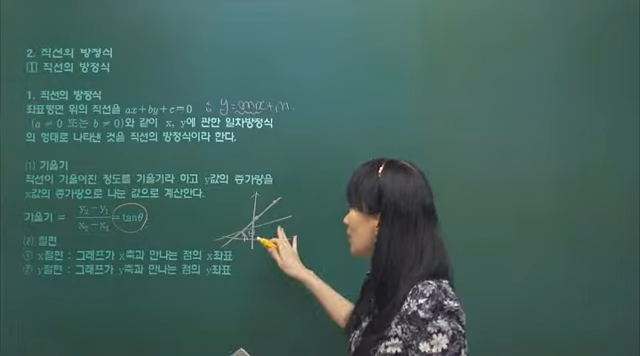 2. 직선의 방정식
① 직선의 방정식
1. 직선의 방정식
좌표평면 위의 직선을 ax+by+c=0 ⇔ y=mx+n.
(a ≠ 0 또는 b ≠ 0)와 같이 x, y에 관한 일차방정식
의 형태로 나타낸 것을 직선의 방정식이라 한다.
(1) 기울기
직선이 기울어진 정도를 기울기라 하고 y값의 증가량을
x값의 증가량으로 나눈 값으로 계산한다.
기울기 = (y₂-y₁)/(x₂-x₁) = tanθ
(2) 절편
① x절편 : 그래프가 x축과 만나는 점의 x좌표
② y절편 : 그래프가 y축과 만나는 점의 y좌표